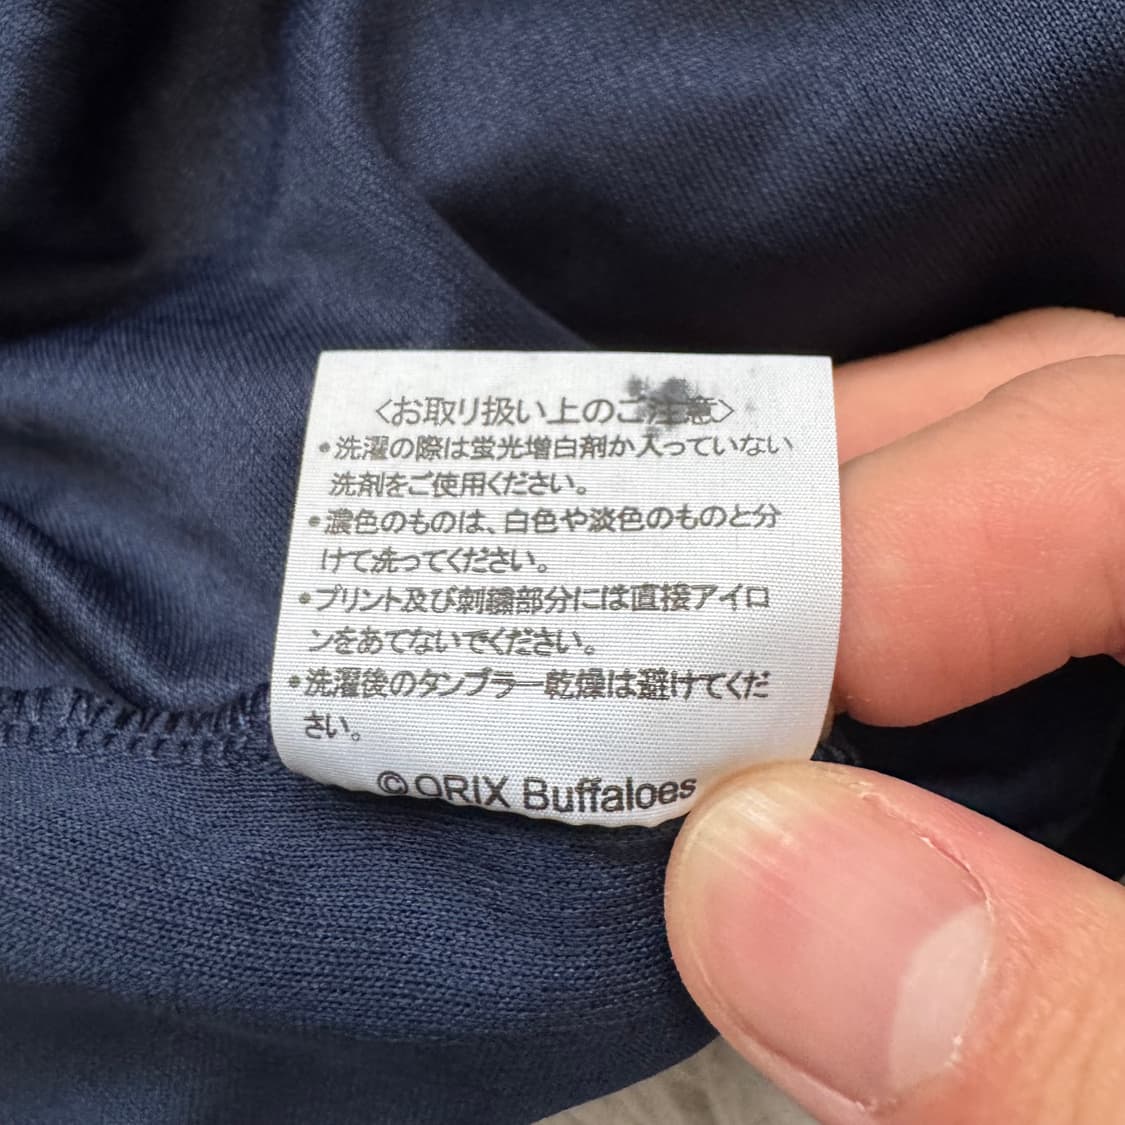 〈お取り扱い上のご注意〉
•洗濯の際は蛍光増白剤が入っていない
洗剤をご使用ください。
•濃色のものは、白色や淡色のものと分
けて洗ってください。
•プリント及び刺繍部分には直接アイロ
ンをあてないでください。
•洗濯後のタンブラー乾燥は避けてくだ
さい。
©ORIX Buffaloes